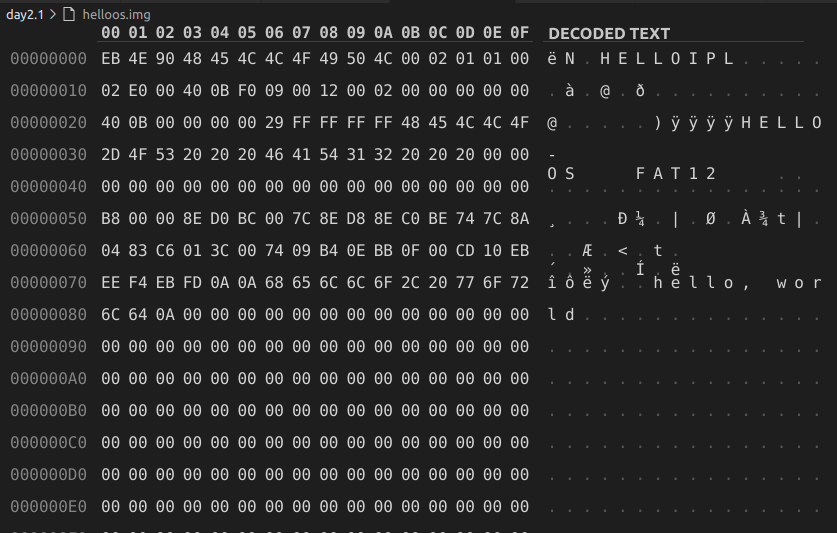 day2.1 > helloos.img
00 01 02 03 04 05 06 07 08 09 0A 0B 0C 0D 0E 0F DECODED TEXT
00000000 EB 4E 90 48 45 4C 4C 4F 49 50 4C 00 02 01 01 00 ëN.HELLOIPL.....
00000010 02 E0 00 40 0B F0 09 00 12 00 02 00 00 00 00 00 .à.@.ð..........
00000020 40 0B 00 00 00 00 29 FF FF FF FF 48 45 4C 4C 4F @.....)ÿÿÿÿHELLO
00000030 2D 4F 53 20 20 20 46 41 54 31 32 20 20 20 00 00 -OS   FAT12   ..
00000040 00 00 00 00 00 00 00 00 00 00 00 00 00 00 00 00 ................
00000050 B8 00 00 8E D0 BC 00 7C 8E D8 8E C0 BE 74 7C 8A ¸...Ð¼.|.Ø.À¾t|.
00000060 04 83 C6 01 3C 00 74 09 B4 0E BB 0F 00 CD 10 EB ..Æ.<.t.´.»..Í.ë
00000070 EE F4 EB FD 0A 0A 68 65 6C 6C 6F 2C 20 77 6F 72 îôëý..hello, wor
00000080 6C 64 0A 00 00 00 00 00 00 00 00 00 00 00 00 00 ld..............
00000090 00 00 00 00 00 00 00 00 00 00 00 00 00 00 00 00 ................
000000A0 00 00 00 00 00 00 00 00 00 00 00 00 00 00 00 00 ................
000000B0 00 00 00 00 00 00 00 00 00 00 00 00 00 00 00 00 ................
000000C0 00 00 00 00 00 00 00 00 00 00 00 00 00 00 00 00 ................
000000D0 00 00 00 00 00 00 00 00 00 00 00 00 00 00 00 00 ................
000000E0 00 00 00 00 00 00 00 00 00 00 00 00 00 00 00 00 ................